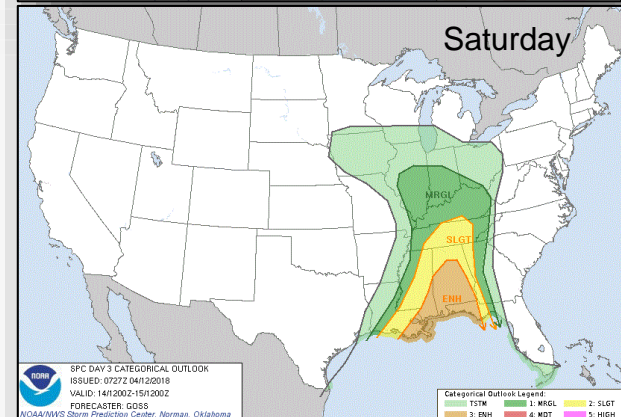 Saturday
MRGL
SLGT
ENH
NOAA
SPC DAY 3 CATEGORICAL OUTLOOK
ISSUED: 0727Z 04/12/2018
VALID: 14/1200Z-15/1200Z
FORECASTER: GOSS
NOAA/NWS Storm Prediction Center, Norman, Oklahoma
Categorical Outlook Legend:
TSTM 1: MRGL 2: SLGT
3: ENH 4: MDT 5: HIGH